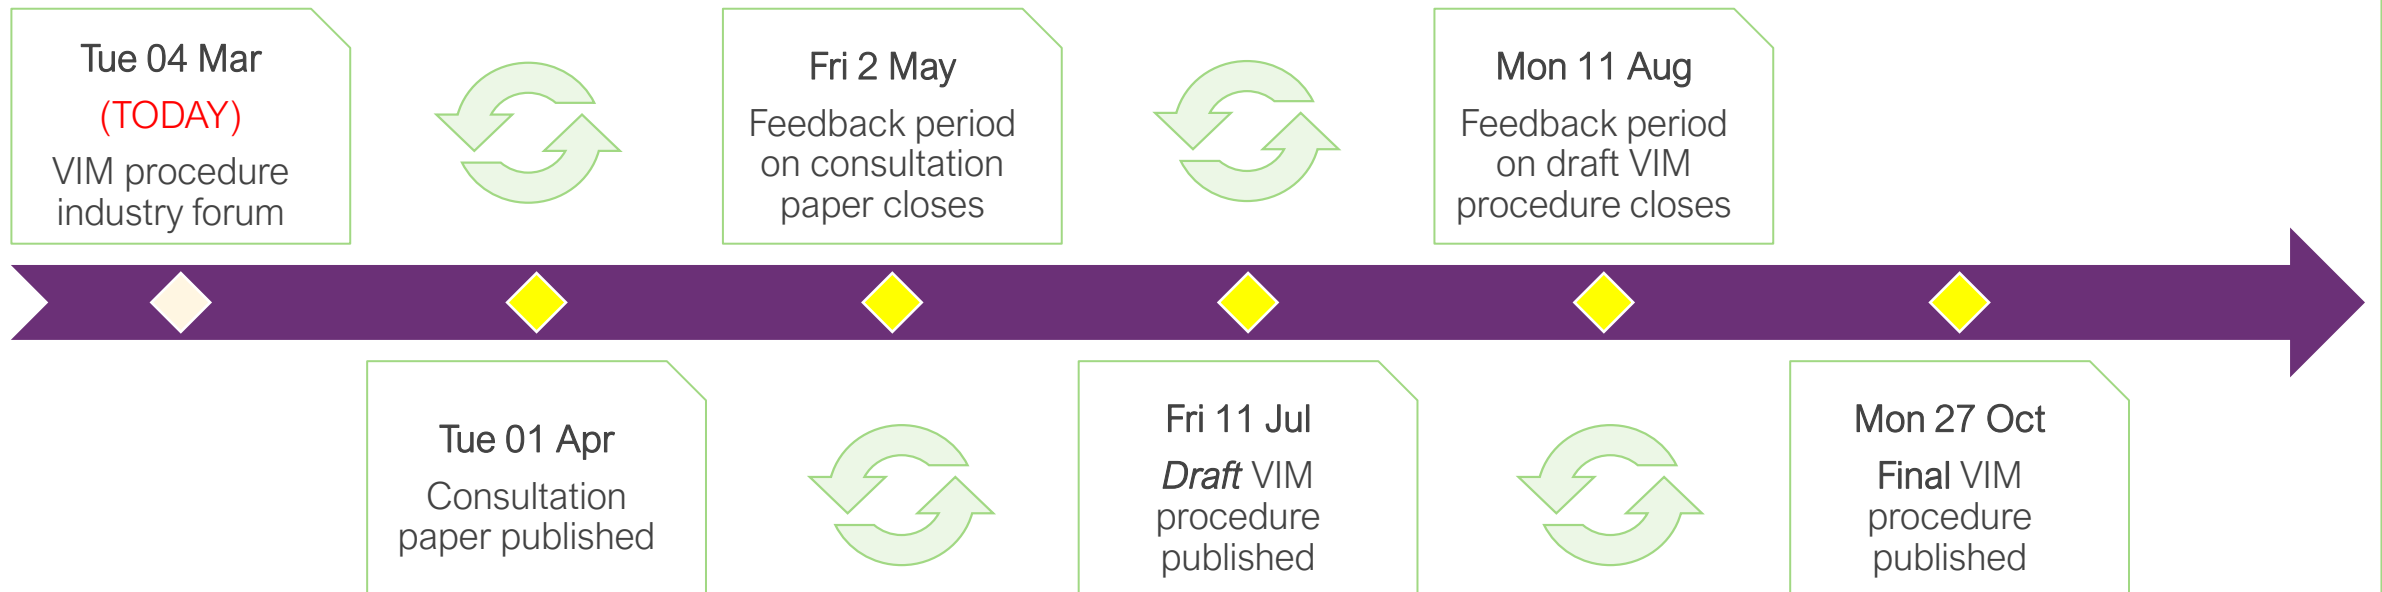 Tue 04 Mar
(TODAY)
VIM procedure
industry forum
Tue 01 Apr
Consultation
paper published
Fri 2 May
Feedback period
on consultation
paper closes
Fri 11 Jul
Draft VIM
procedure
published
Mon 11 Aug
Feedback period
on draft VIM
procedure closes
Mon 27 Oct
Final VIM
procedure
published